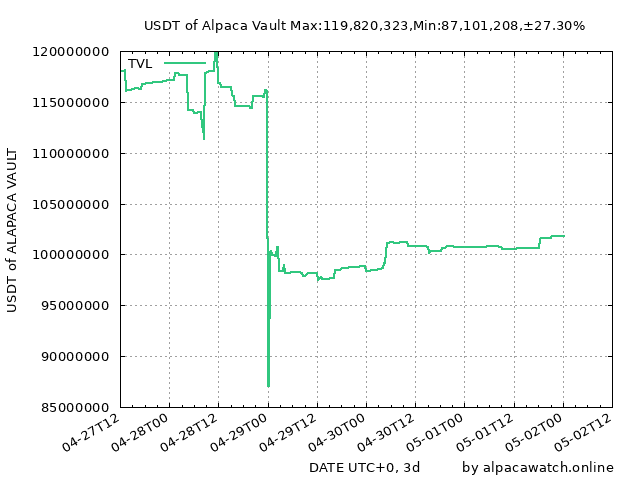 USDT of Alpaca Vault Max:119,820,323,Min:87,101,208,±27.30%
120000000
TVL
115000000
110000000
105000000
100000000
95000000
90000000
85000000
USDT of ALAPACA VAULT
04-27T12
04-28T00
04-28T12
04-29T00
04-29T12
04-30T00
04-30T12
05-01T00
05-01T12
05-02T00
05-02T12
DATE UTC+0, 3d
by alpacawatch.online